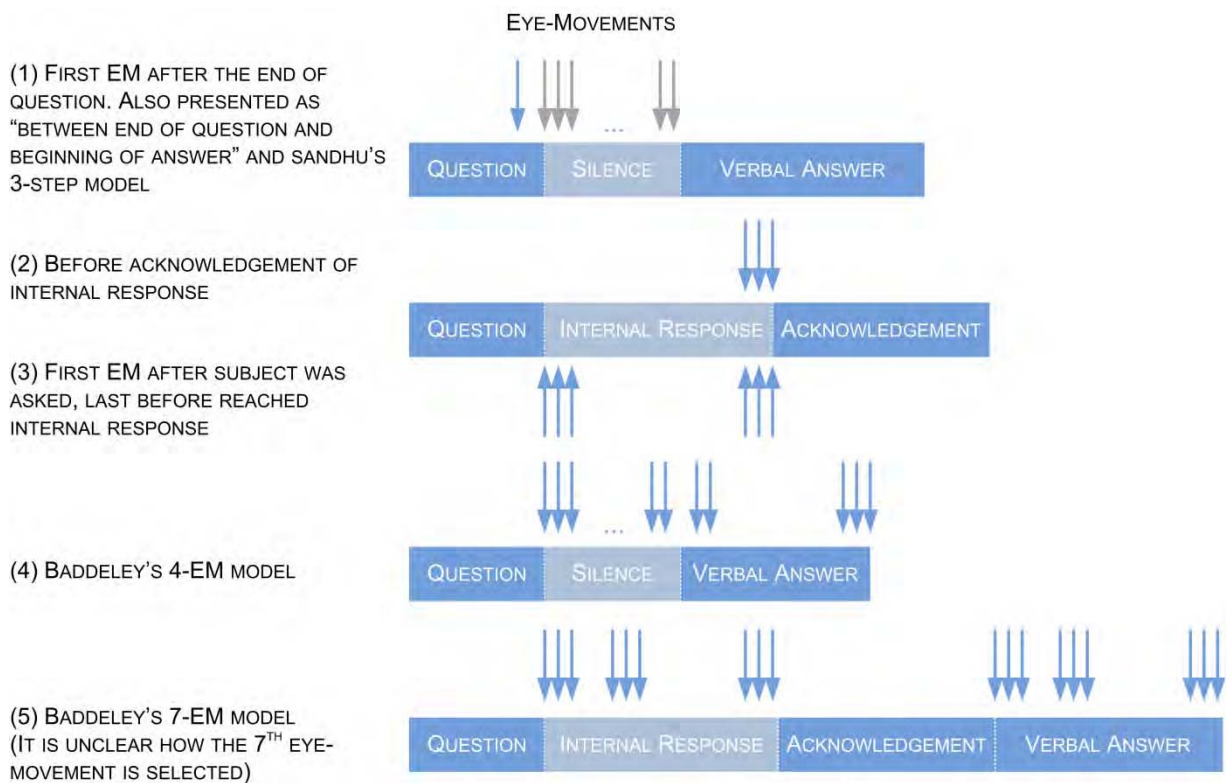 EYE-MOVEMENTS
(1) FIRST EM AFTER THE END OF
QUESTION. ALSO PRESENTED AS
“BETWEEN END OF QUESTION AND
BEGINNING OF ANSWER” AND SANDHU’S
3-STEP MODEL
...
QUESTION SILENCE VERBAL ANSWER
(2) BEFORE ACKNOWLEDGEMENT OF
INTERNAL RESPONSE
QUESTION INTERNAL RESPONSE ACKNOWLEDGEMENT
(3) FIRST EM AFTER SUBJECT WAS
ASKED, LAST BEFORE REACHED
INTERNAL RESPONSE
...
(4) BADDELEY’S 4-EM MODEL
QUESTION SILENCE VERBAL ANSWER
(5) BADDELEY’S 7-EM MODEL
(IT IS UNCLEAR HOW THE 7TH EYE-
MOVEMENT IS SELECTED)
QUESTION INTERNAL RESPONSE ACKNOWLEDGEMENT VERBAL ANSWER